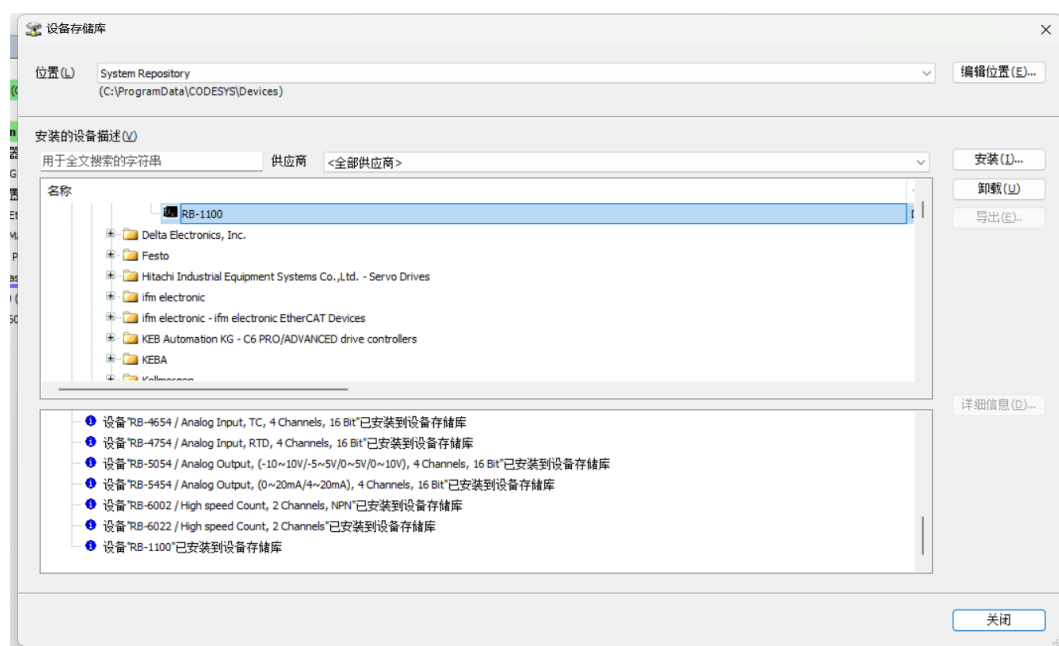 设备存储库
位置(L) System Repository 编辑位置(E)...
(C:\ProgramData\CODESYS\Devices)
安装的设备描述(V)
用于全文搜索的字符串 供应商 <全部供应商> 安装(I)...
名称 卸载(U)
RB-1100 导出(E)..
Delta Electronics, Inc.
Festo
Hitachi Industrial Equipment Systems Co.,Ltd. - Servo Drives
ifm electronic
ifm electronic - ifm electronic EtherCAT Devices
KEB Automation KG - C6 PRO/ADVANCED drive controllers
KEBA
Kollmorgen
详细信息(D)...
设备"RB-4654 / Analog Input, TC, 4 Channels, 16 Bit"已安装到设备存储库
设备"RB-4754 / Analog Input, RTD, 4 Channels, 16 Bit"已安装到设备存储库
设备"RB-5054 / Analog Output, (-10~10V/-5~5V/0~5V/0~10V), 4 Channels, 16 Bit"已安装到设备存储库
设备"RB-5454 / Analog Output, (0~20mA/4~20mA), 4 Channels, 16 Bit"已安装到设备存储库
设备"RB-6002 / High speed Count, 2 Channels, NPN"已安装到设备存储库
设备"RB-6022 / High speed Count, 2 Channels"已安装到设备存储库
设备"RB-1100"已安装到设备存储库
关闭